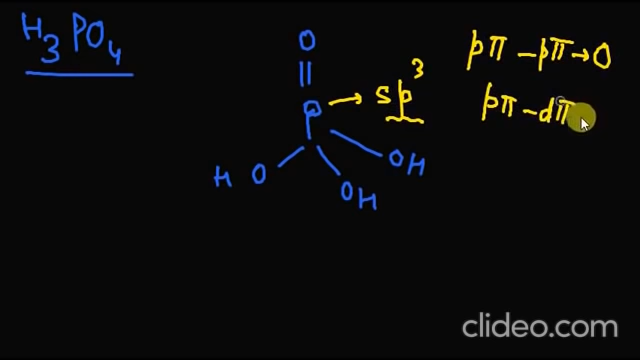 H₃PO₄
O
||
P → sp³
HO
OH
OH
pπ – pπ → 0
pπ – dπ
clideo.com